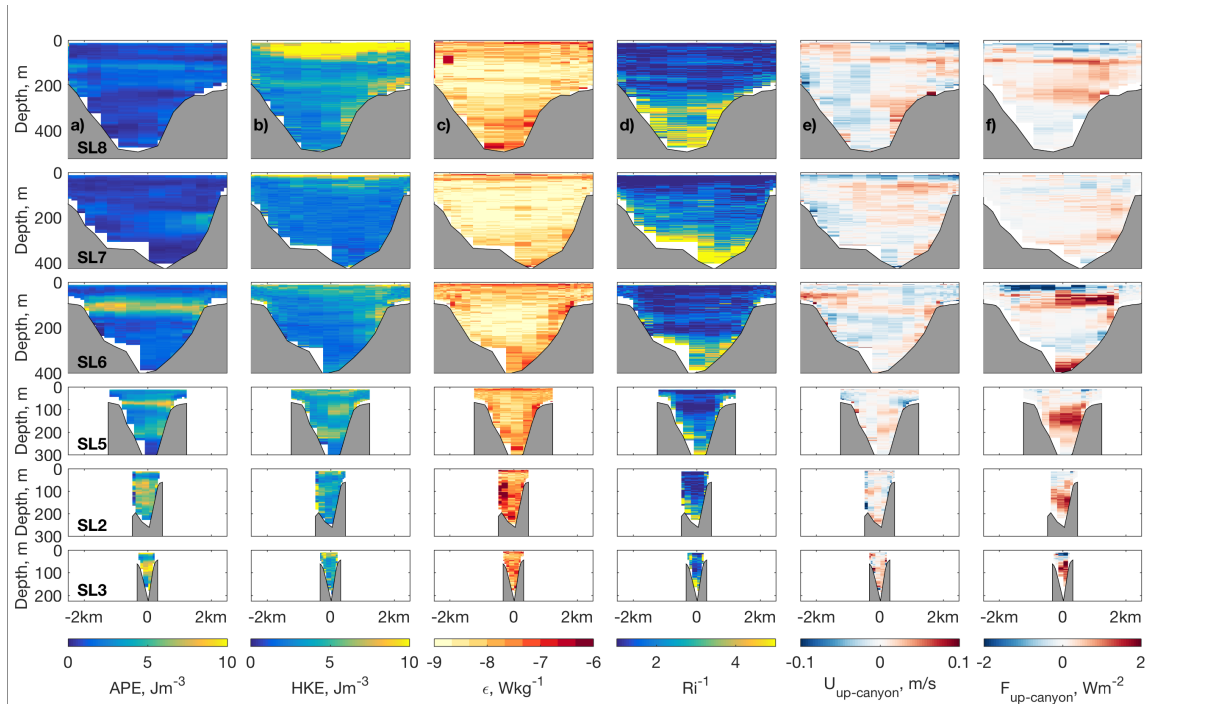 0
200
400
Depth, m
a)
SL8
b)
c)
d)
e)
f)
0
200
400
Depth, m
SL7
0
200
400
Depth, m
SL6
0
100
200
300
Depth, m
SL5
0
100
200
300
Depth, m
SL2
0
100
200
Depth, m
SL3
-2km 0 2km -2km 0 2km -2km 0 2km -2km 0 2km -2km 0 2km -2km 0 2km
0 5 10 0 5 10 -9 -8 -7 -6 2 4 -0.1 0 0.1 -2 0 2
APE, Jm-3 HKE, Jm-3 ϵ, Wkg-1 Ri-1 Uup-canyon, m/s Fup-canyon, Wm-2